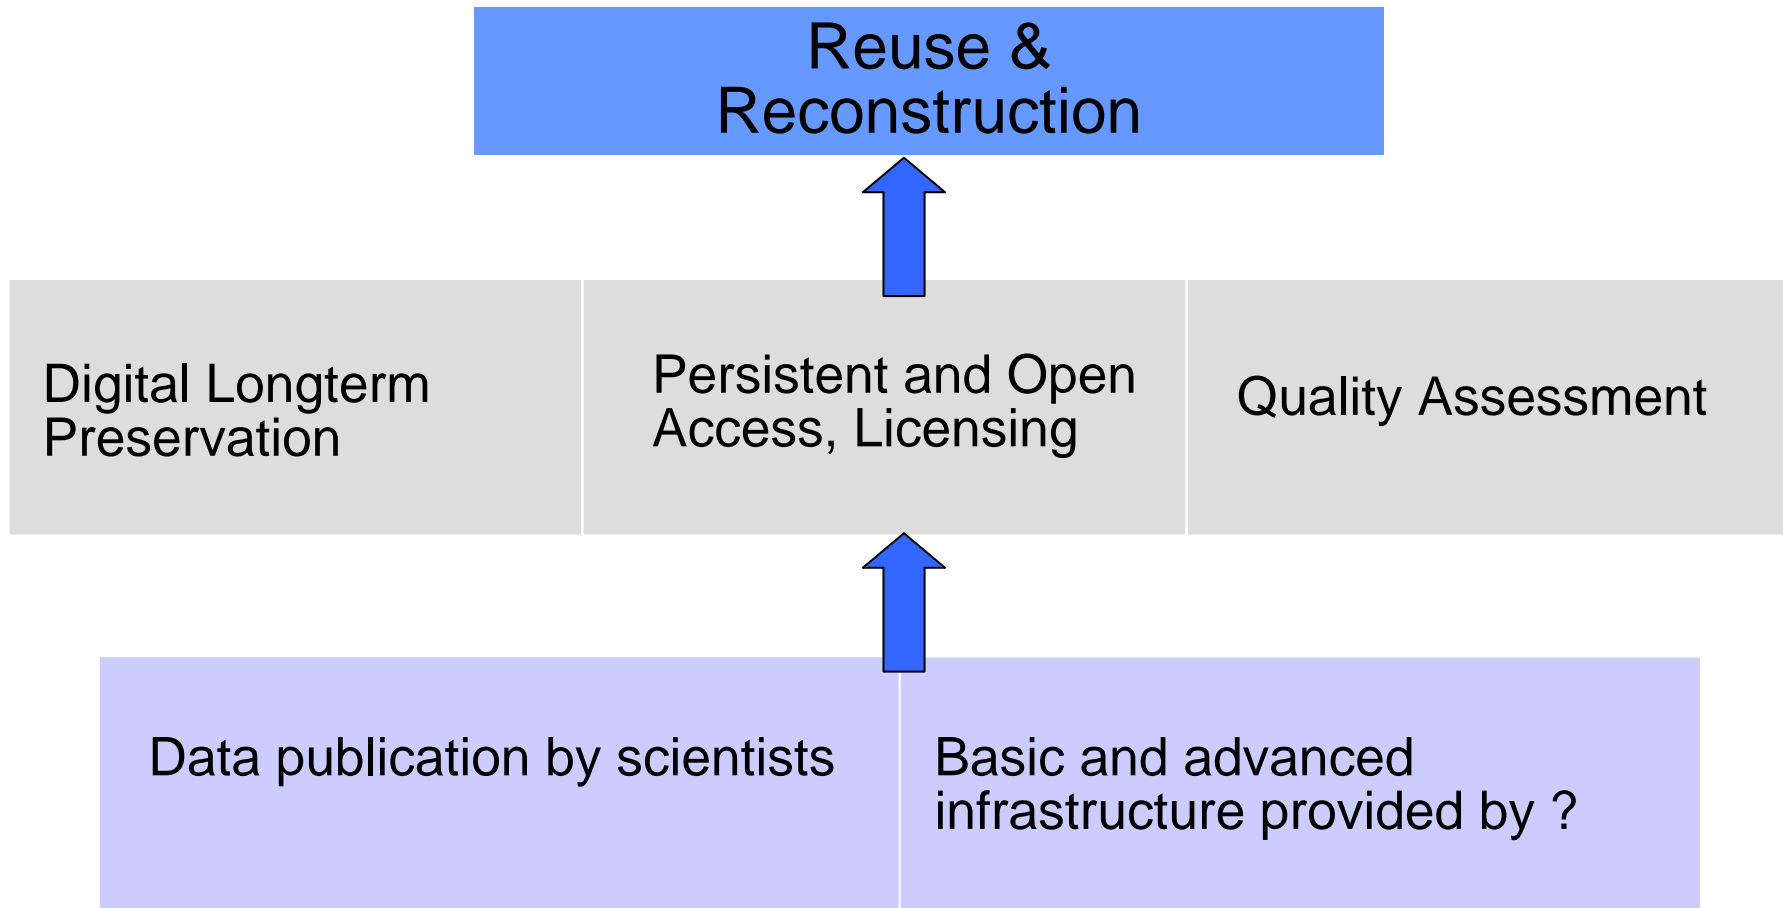 Reuse &
Reconstruction
Digital Longterm
Preservation
Persistent and Open
Access, Licensing
Quality Assessment
Data publication by scientists
Basic and advanced
infrastructure provided by ?